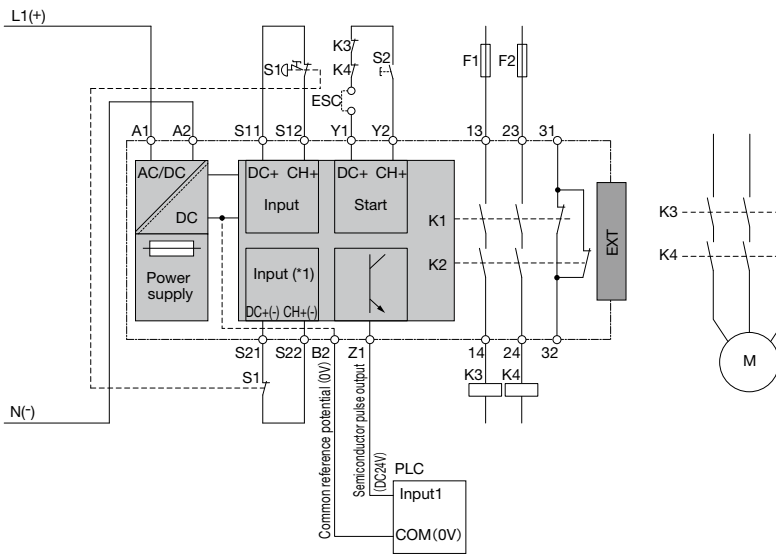 L1(+)
K3
S1
K4
S2
F1
F2
ESC
A1
A2
S11
S12
Y1
Y2
13
23
31
AC/DC
DC+ CH+
DC+ CH+
DC
Input
Start
K1
K2
EXT
K3
K4
Power
supply
Input (*1)
DC+(-) CH+(-)
S21
S22
B2
Z1
14
24
32
S1
K3
K4
M
N(-)
Common reference potential (0V)
Semiconductor pulse output
(DC24V)
PLC
Input1
COM(0V)